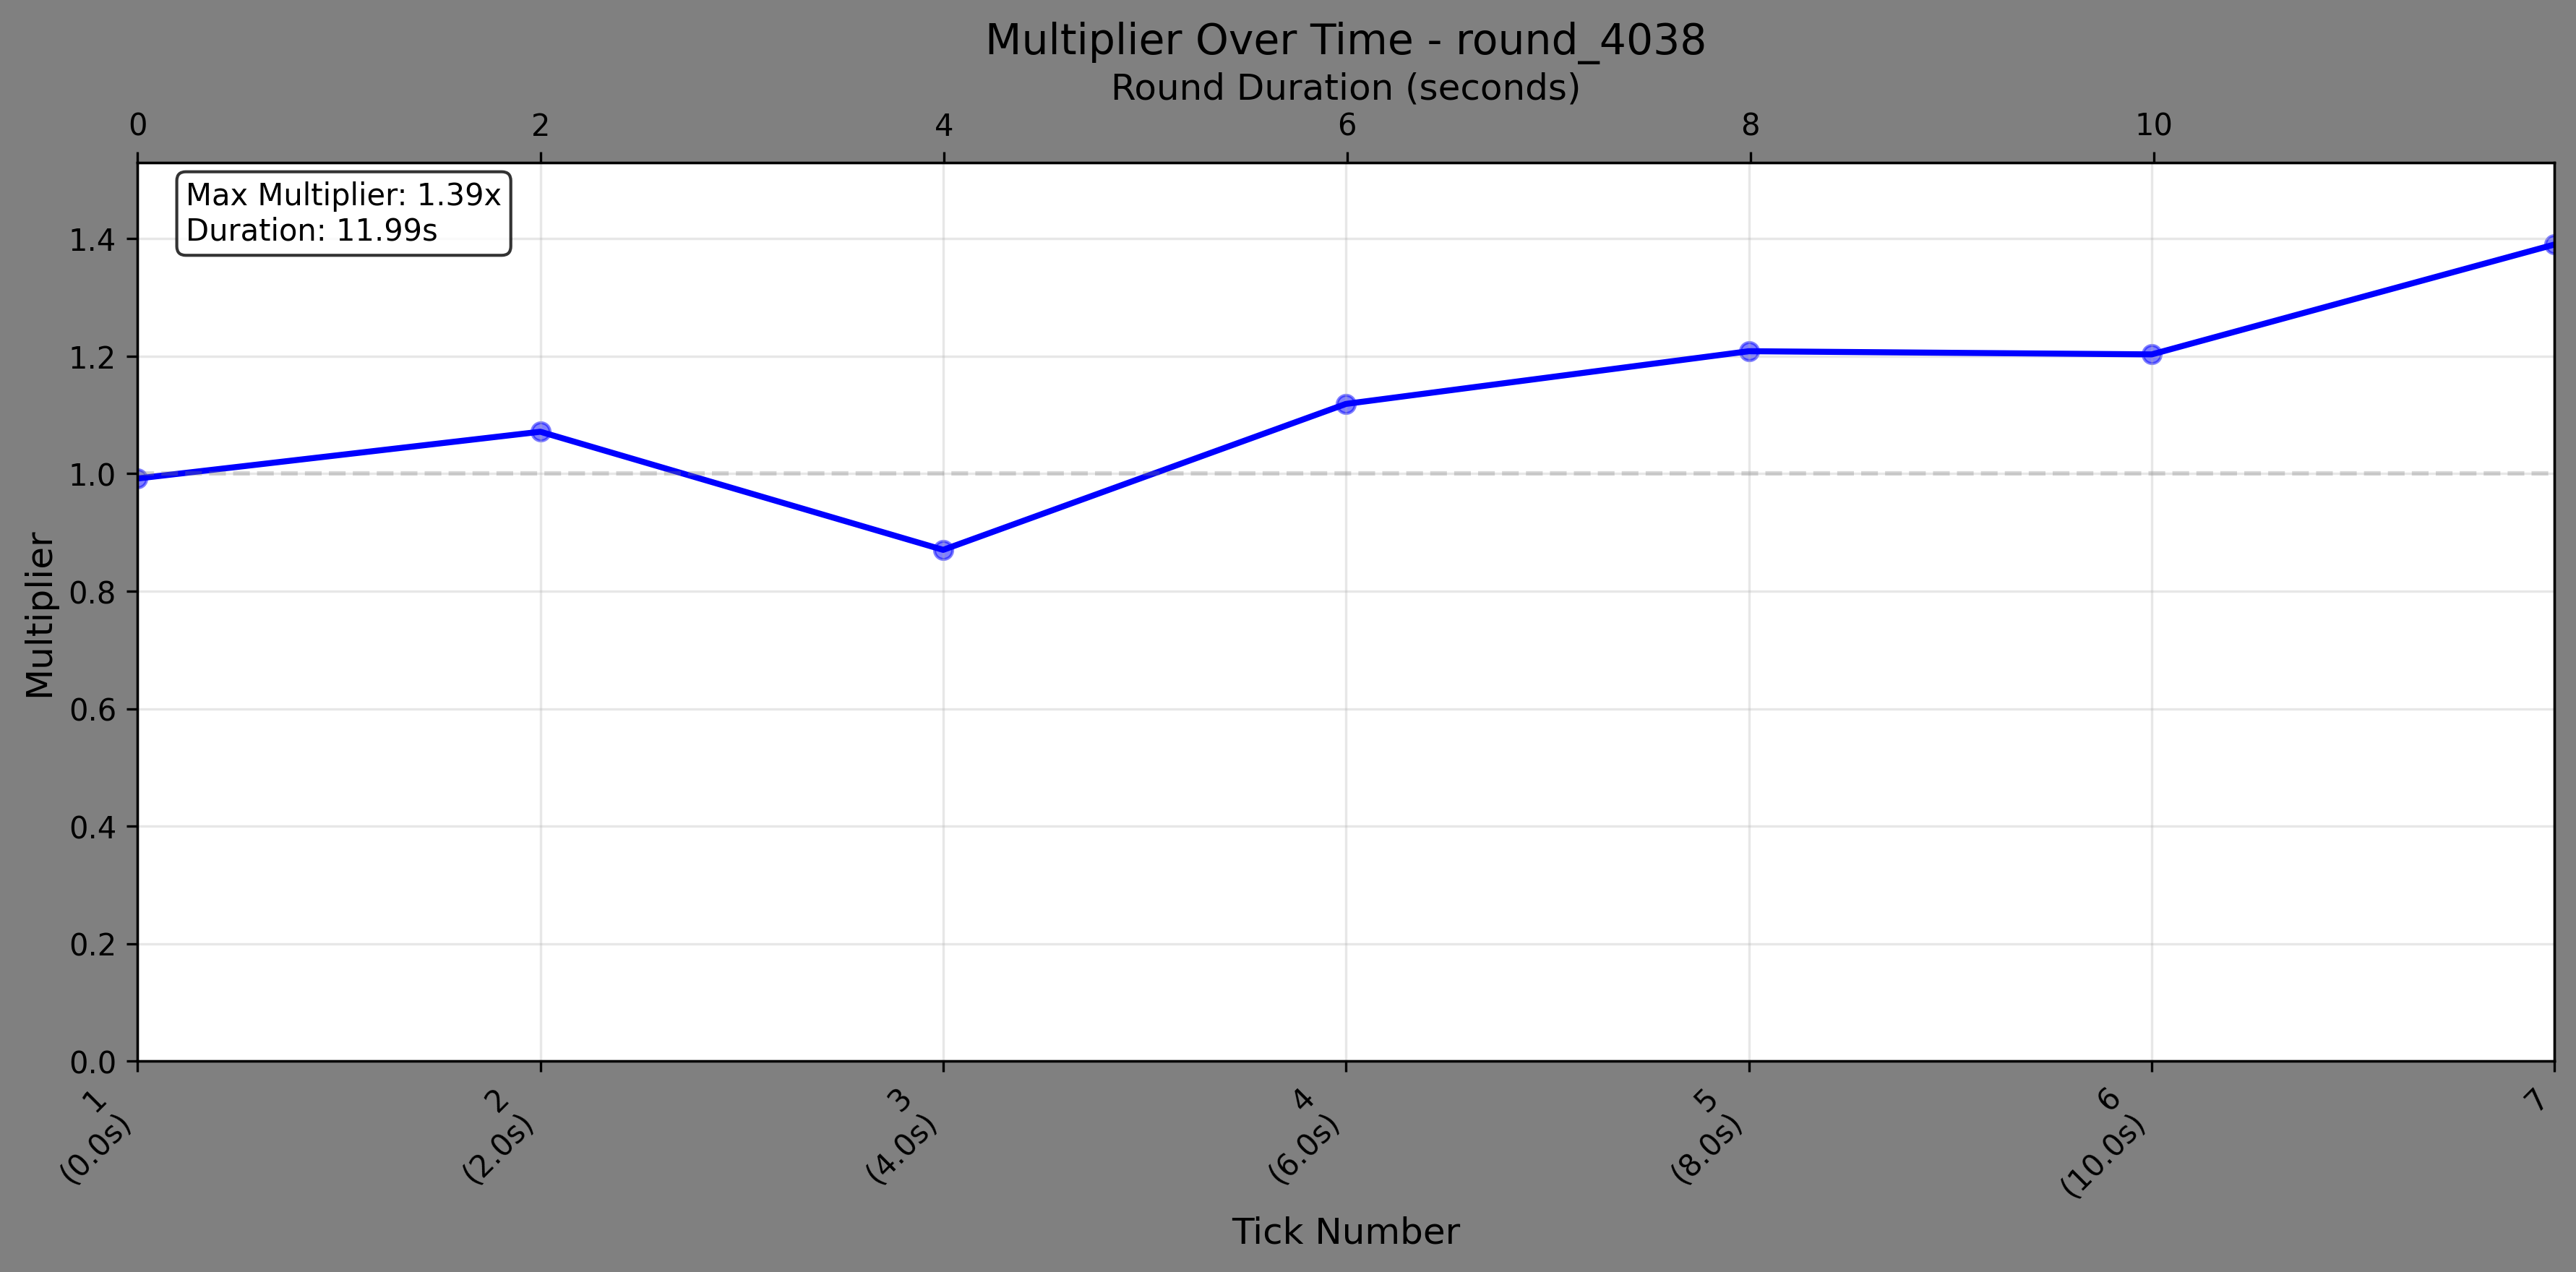 Multiplier Over Time - round_4038
Round Duration (seconds)
0 2 4 6 8 10
Max Multiplier: 1.39x
Duration: 11.99s
1.4
1.2
1.0
0.8
0.6
0.4
0.2
0.0
Multiplier
1
(0.0s)
2
(2.0s)
3
(4.0s)
4
(6.0s)
5
(8.0s)
6
(10.0s)
7
Tick Number